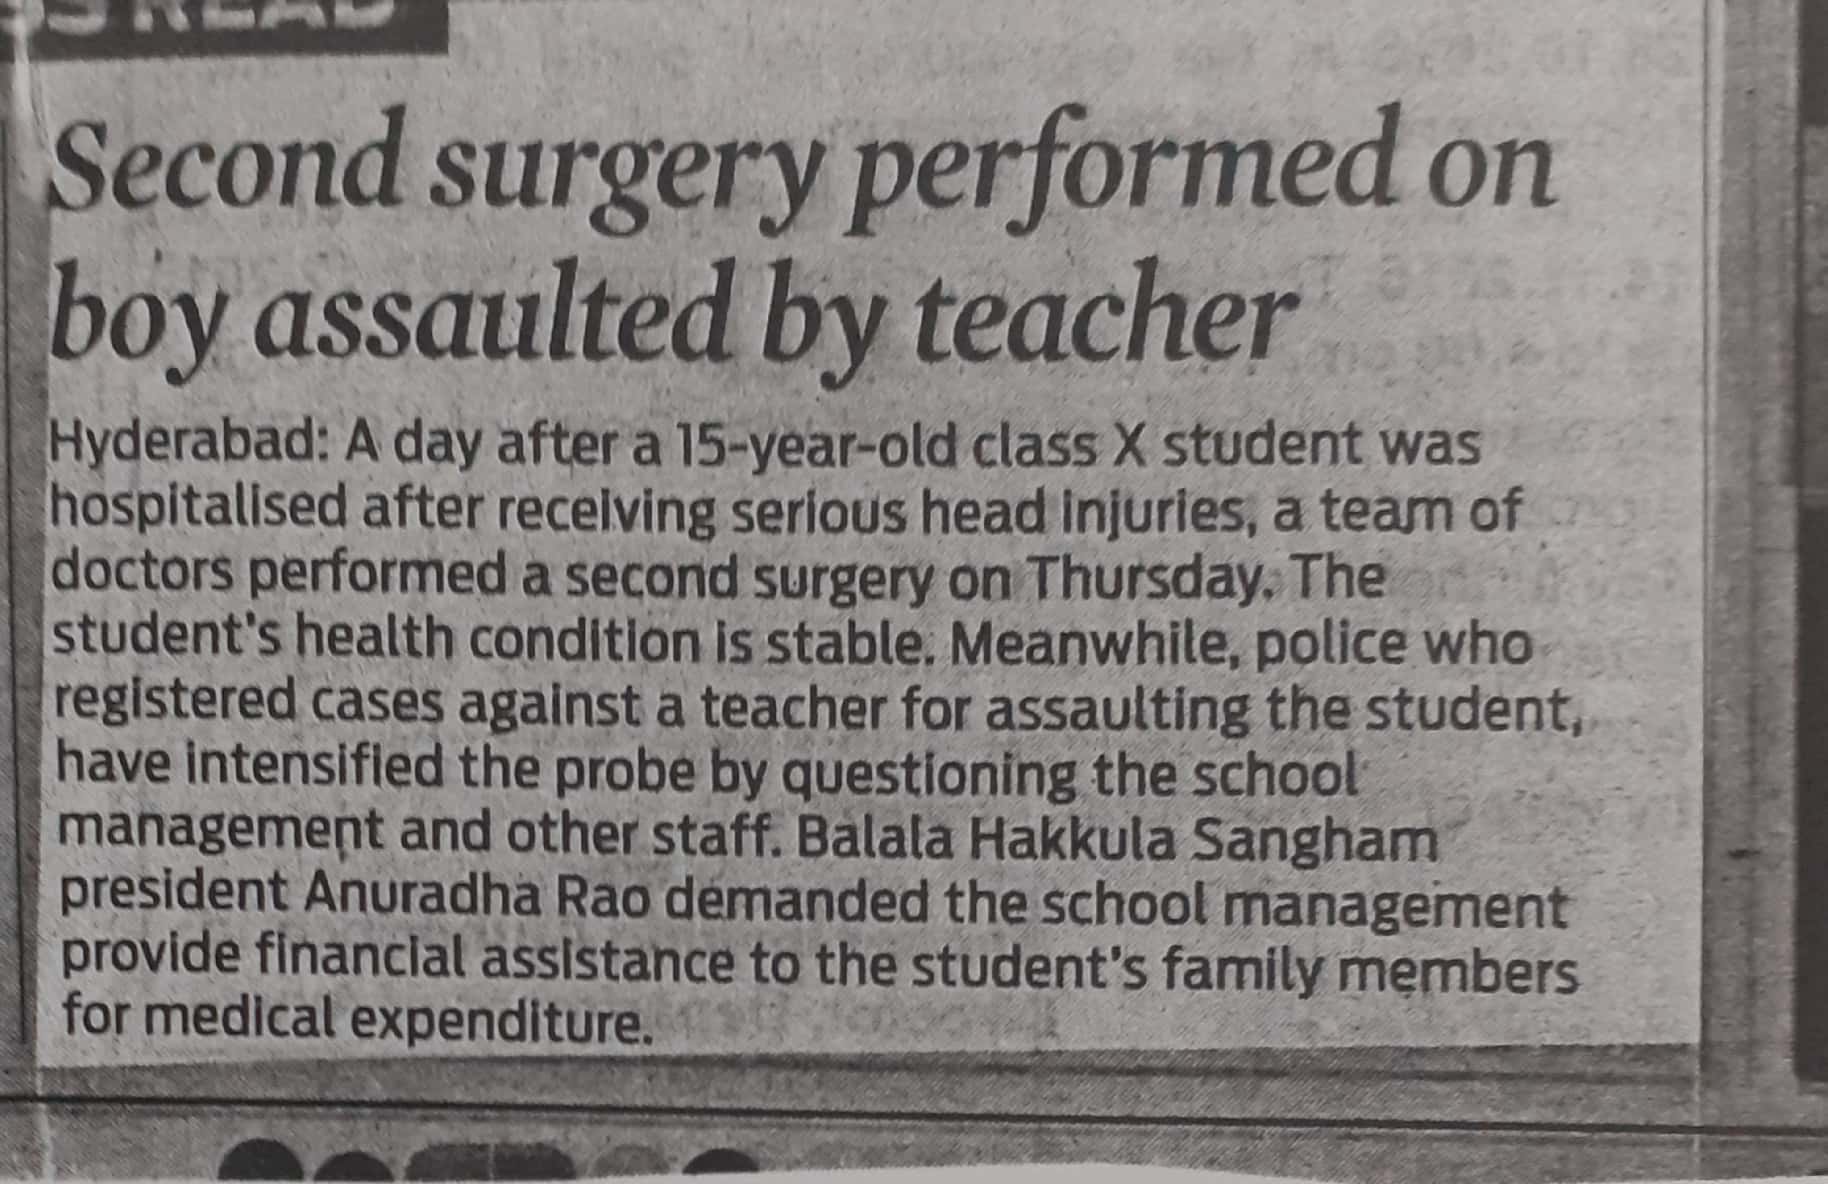 READ
Second surgery performed on
boy assaulted by teacher
Hyderabad: A day after a 15-year-old class X student was
hospitalised after receiving serious head injuries, a team of
doctors performed a second surgery on Thursday. The
student's health condition is stable. Meanwhile, police who
registered cases against a teacher for assaulting the student,
have intensified the probe by questioning the school
management and other staff. Balala Hakkula Sangham
president Anuradha Rao demanded the school management
provide financial assistance to the student's family members
for medical expenditure.